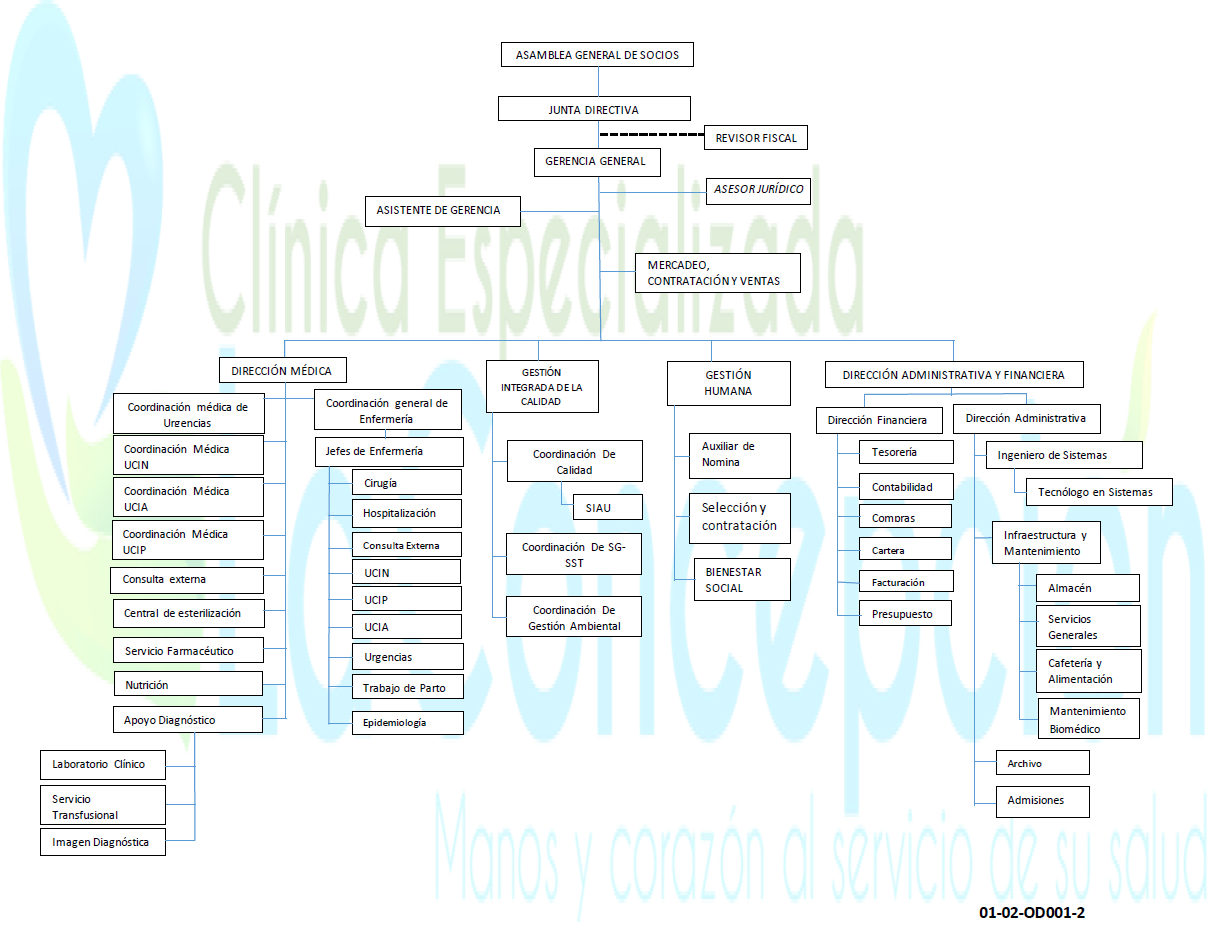 ASAMBLEA GENERAL DE SOCIOS
JUNTA DIRECTIVA
REVISOR FISCAL
GERENCIA GENERAL
ASESOR JURÍDICO
ASISTENTE DE GERENCIA
MERCADEO,
CONTRATACIÓN Y VENTAS
Clínica Especializada
La Concepción
Manos y corazón al servicio de su salud
DIRECCIÓN MÉDICA
Coordinación médica de
Urgencias
Coordinación Médica
UCIN
Coordinación Médica
UCIA
Coordinación Médica
UCIP
Consulta externa
Central de esterilización
Servicio Farmacéutico
Nutrición
Apoyo Diagnóstico
Laboratorio Clínico
Servicio
Transfusional
Imagen Diagnóstica
Coordinación general de
Enfermería
Jefes de Enfermería
Cirugía
Hospitalización
Consulta Externa
UCIN
UCIP
UCIA
Urgencias
Trabajo de Parto
Epidemiología
GESTIÓN
INTEGRADA DE LA
CALIDAD
Coordinación De
Calidad
SIAU
Coordinación De SG-
SST
Coordinación De
Gestión Ambiental
GESTIÓN
HUMANA
Auxiliar de
Nomina
Selección y
contratación
BIENESTAR
SOCIAL
DIRECCIÓN ADMINISTRATIVA Y FINANCIERA
Dirección Financiera
Tesorería
Contabilidad
Compras
Cartera
Facturación
Presupuesto
Dirección Administrativa
Ingeniero de Sistemas
Tecnólogo en Sistemas
Infraestructura y
Mantenimiento
Almacén
Servicios
Generales
Cafetería y
Alimentación
Mantenimiento
Biomédico
Archivo
Admisiones
01-02-OD001-2